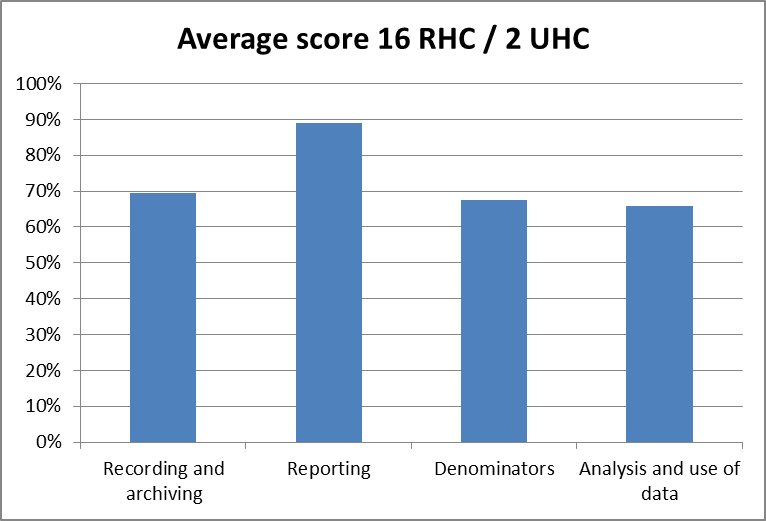 Average score 16 RHC / 2 UHC
100%
90%
80%
70%
60%
50%
40%
30%
20%
10%
0%
Recording and
archiving
Reporting
Denominators
Analysis and use of
data